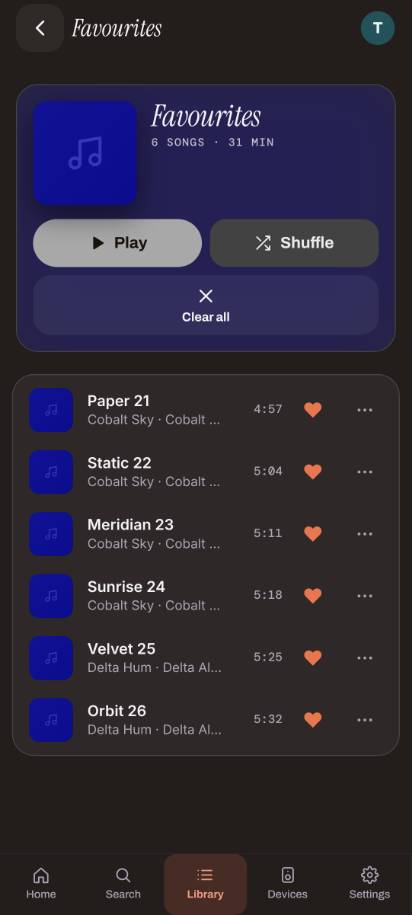 Favourites
T
Favourites
6 SONGS · 31 MIN
Play
Shuffle
Clear all
Paper 21
Cobalt Sky · Cobalt ...
4:57
Static 22
Cobalt Sky · Cobalt ...
5:04
Meridian 23
Cobalt Sky · Cobalt ...
5:11
Sunrise 24
Cobalt Sky · Cobalt ...
5:18
Velvet 25
Delta Hum · Delta Al...
5:25
Orbit 26
Delta Hum · Delta Al...
5:32
Home
Search
Library
Devices
Settings